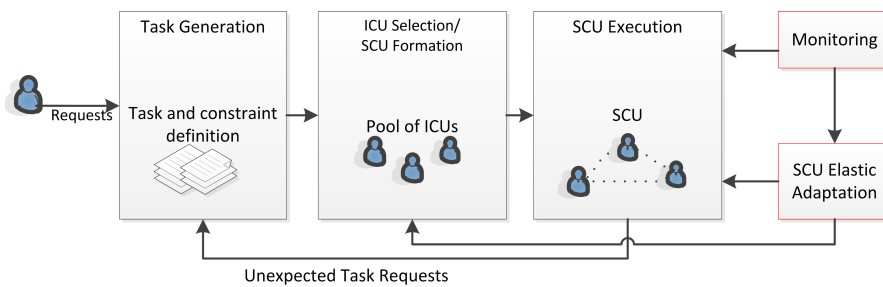 Task Generation
ICU Selection/
SCU Formation
SCU Execution
Monitoring
Requests
Task and constraint
definition
Pool of ICUs
SCU
SCU Elastic
Adaptation
Unexpected Task Requests